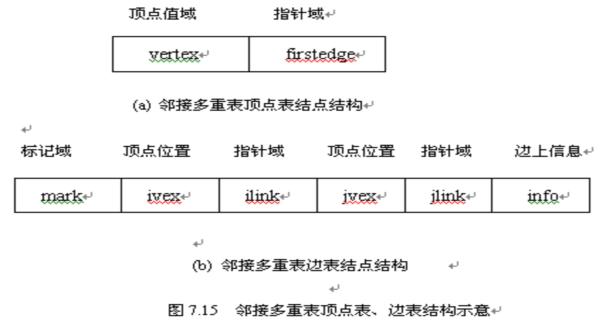 顶点值域 指针域
vertex firstedge
(a) 邻接多重表顶点表结点结构
标记域 顶点位置 指针域 顶点位置 指针域 边上信息
mark ivex ilink jvex jlink info
(b) 邻接多重表边表结点结构
图 7.15 邻接多重表顶点表、边表结构示意